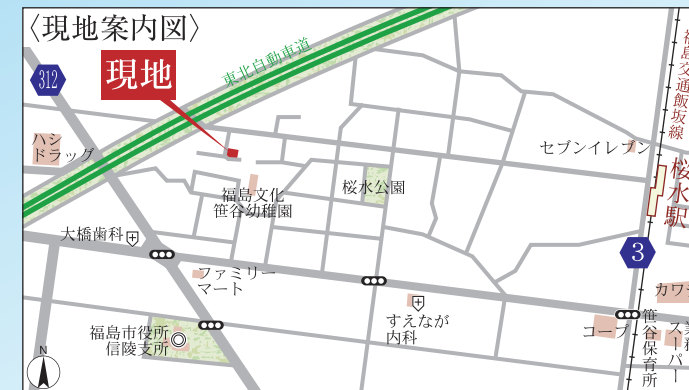 〈現地案内図〉
現地
312
東北自動車道
福島交通飯坂線
ハシ
ドラッグ
セブンイレブン
桜水駅
福島文化
笹谷幼稚園
桜水公園
大橋歯科
3
ファミリー
マート
すえなが
内科
福島市役所
信陵支所
コープ
笹谷保育所
カワ
スーパー
N